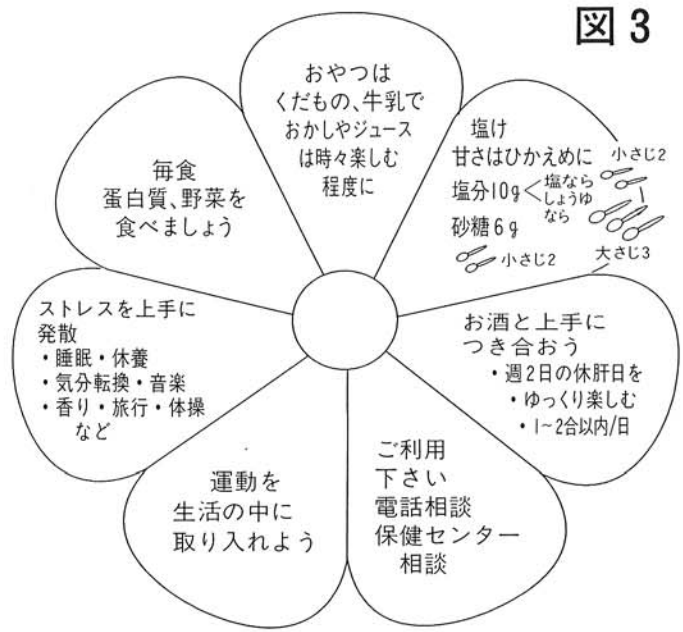 図3
おやつは
くだもの、牛乳で
おかしやジュース
は時々楽しむ
程度に
塩け
甘さはひかえめに
塩分10g<塩なら
しょうゆ
なら
小さじ2
砂糖6g
小さじ2
大さじ3
お酒と上手に
つき合おう
・週2日の休肝日を
・ゆっくり楽しむ
・1~2合以内/日
ご利用
下さい
電話相談
保健センター
相談
運動を
生活の中に
取り入れよう
ストレスを上手に
発散
・睡眠・休養
・気分転換・音楽
・香り・旅行・体操
など
毎食
蛋白質、野菜を
食べましょう